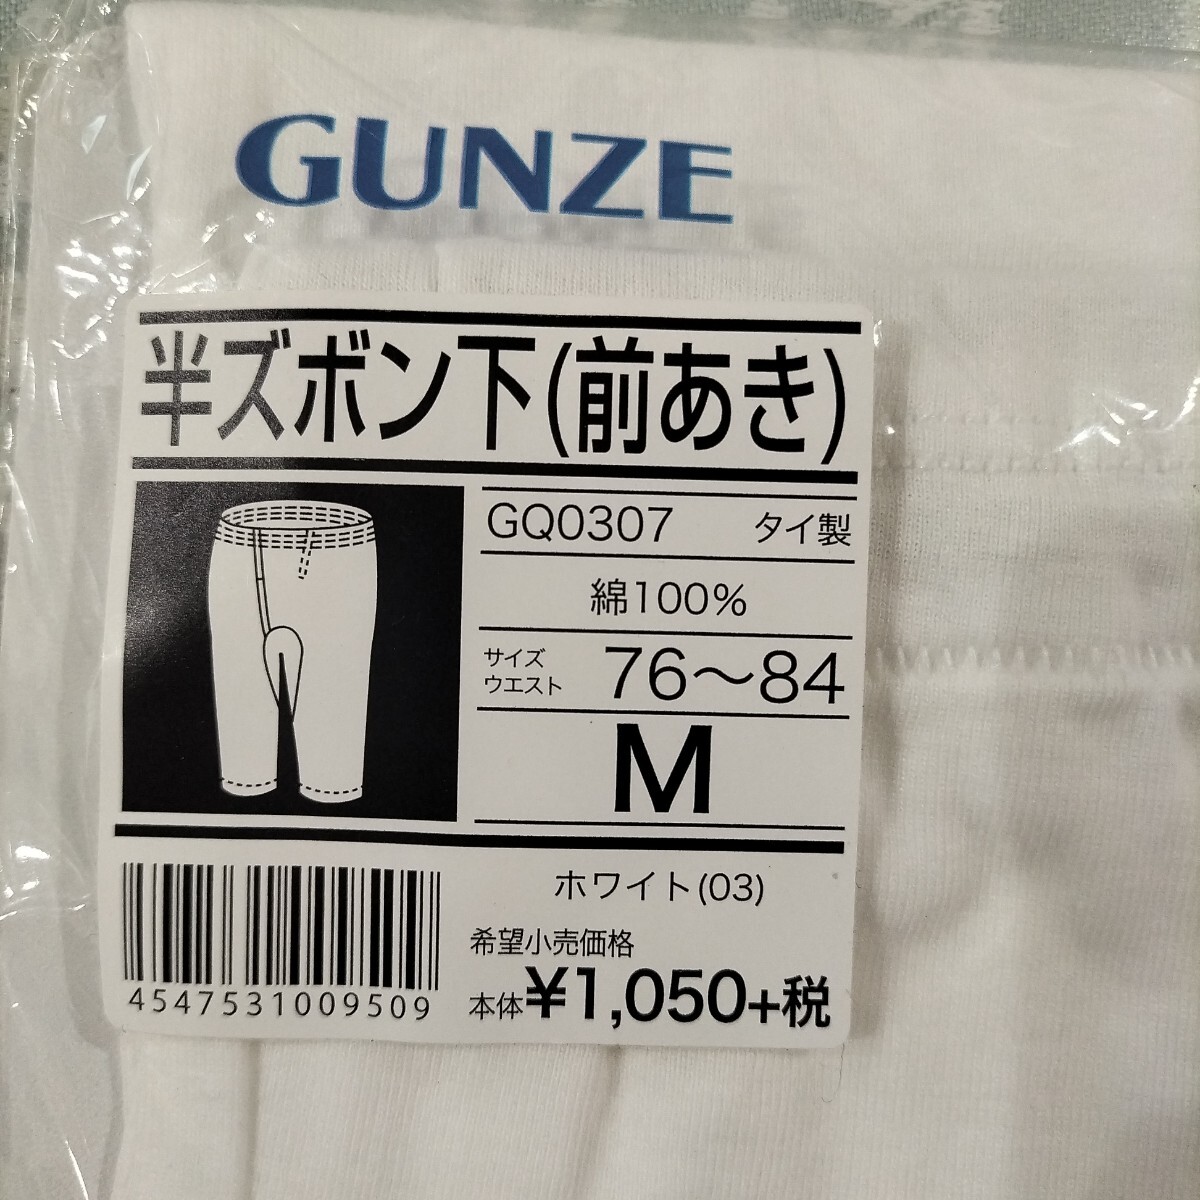 GUNZE
半ズボン下(前あき)
GQ0307 タイ製
綿100%
サイズ
ウエスト 76〜84
M
ホワイト(03)
希望小売価格
本体¥1,050+税
4547531009509